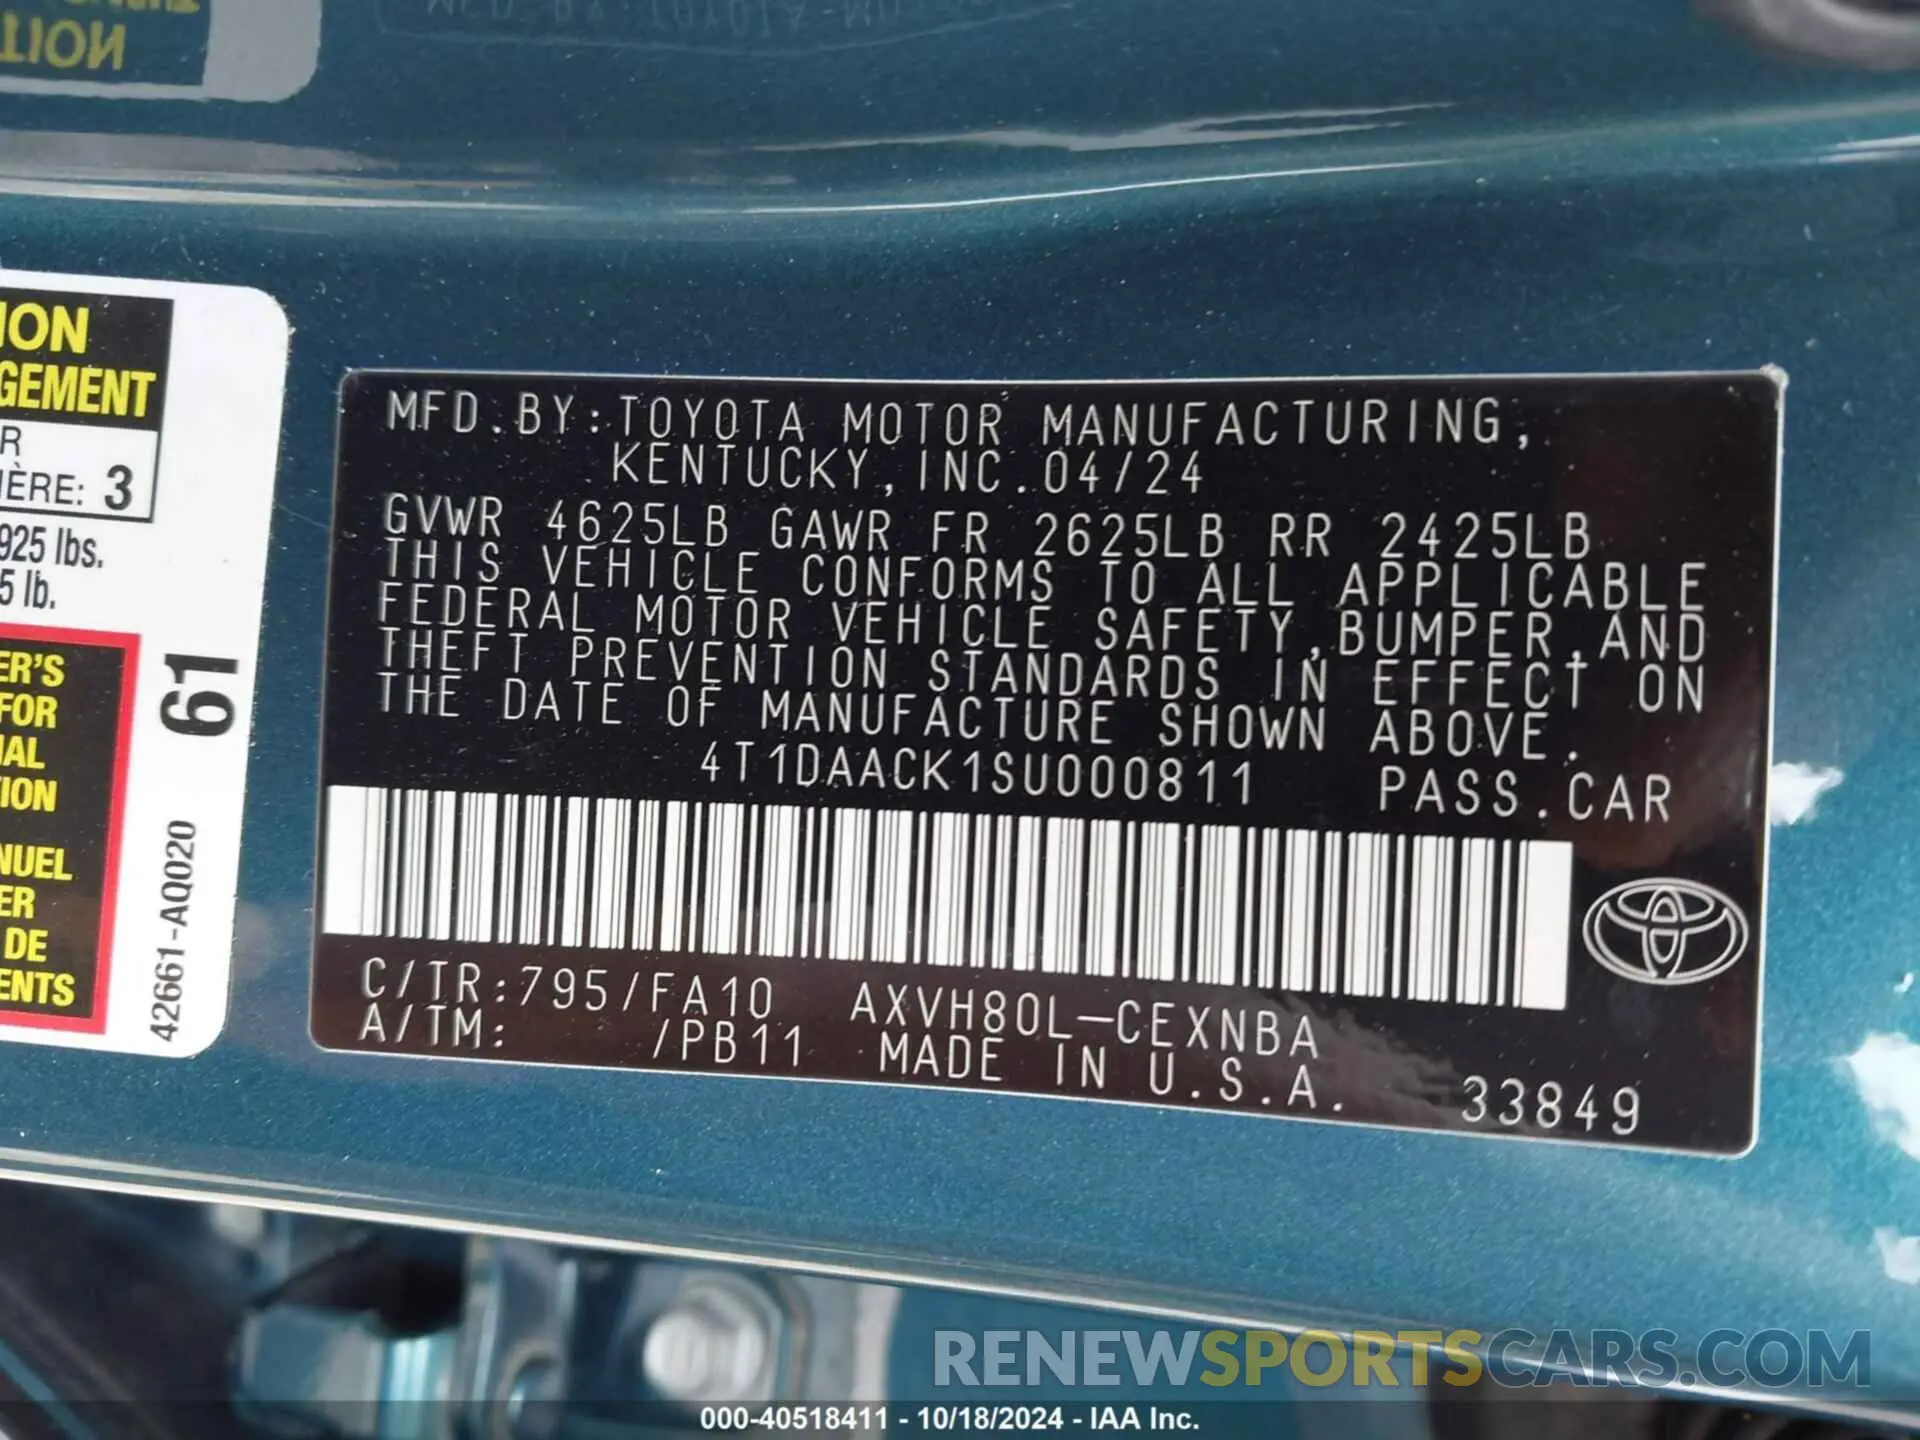 TION
ION
GEMENT
R
IÈRE: 3
925 lbs.
5 lb.
ER'S
FOR
IAL
ION
NUEL
ER
DE
ENTS
61
42661-AQ020
MFD.BY:TOYOTA MOTOR MANUFACTURING,
KENTUCKY,INC.04/24
GVWR 4625LB GAWR FR 2625LB RR 2425LB
THIS VEHICLE CONFORMS TO ALL APPLICABLE
FEDERAL MOTOR VEHICLE SAFETY,BUMPER,AND
THEFT PREVENTION STANDARDS IN EFFECT ON
THE DATE OF MANUFACTURE SHOWN ABOVE.
4T1DAACK1SU000811 PASS.CAR
C/TR:795/FA10 AXVH80L-CEXNBA
A/TM: /PB11 MADE IN U.S.A.
33849
RENEWSPORTSCARS.COM
000-40518411 - 10/18/2024 - IAA Inc.